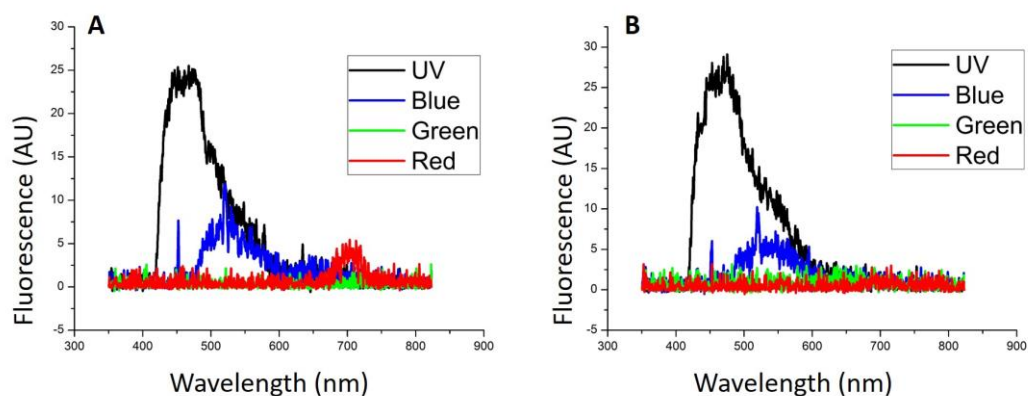 A
30
25
20
15
10
5
0
-5
300 400 500 600 700 800 900
Fluorescence (AU)
Wavelength (nm)
UV
Blue
Green
Red
B
30
25
20
15
10
5
0
-5
300 400 500 600 700 800 900
Fluorescence (AU)
Wavelength (nm)
UV
Blue
Green
Red